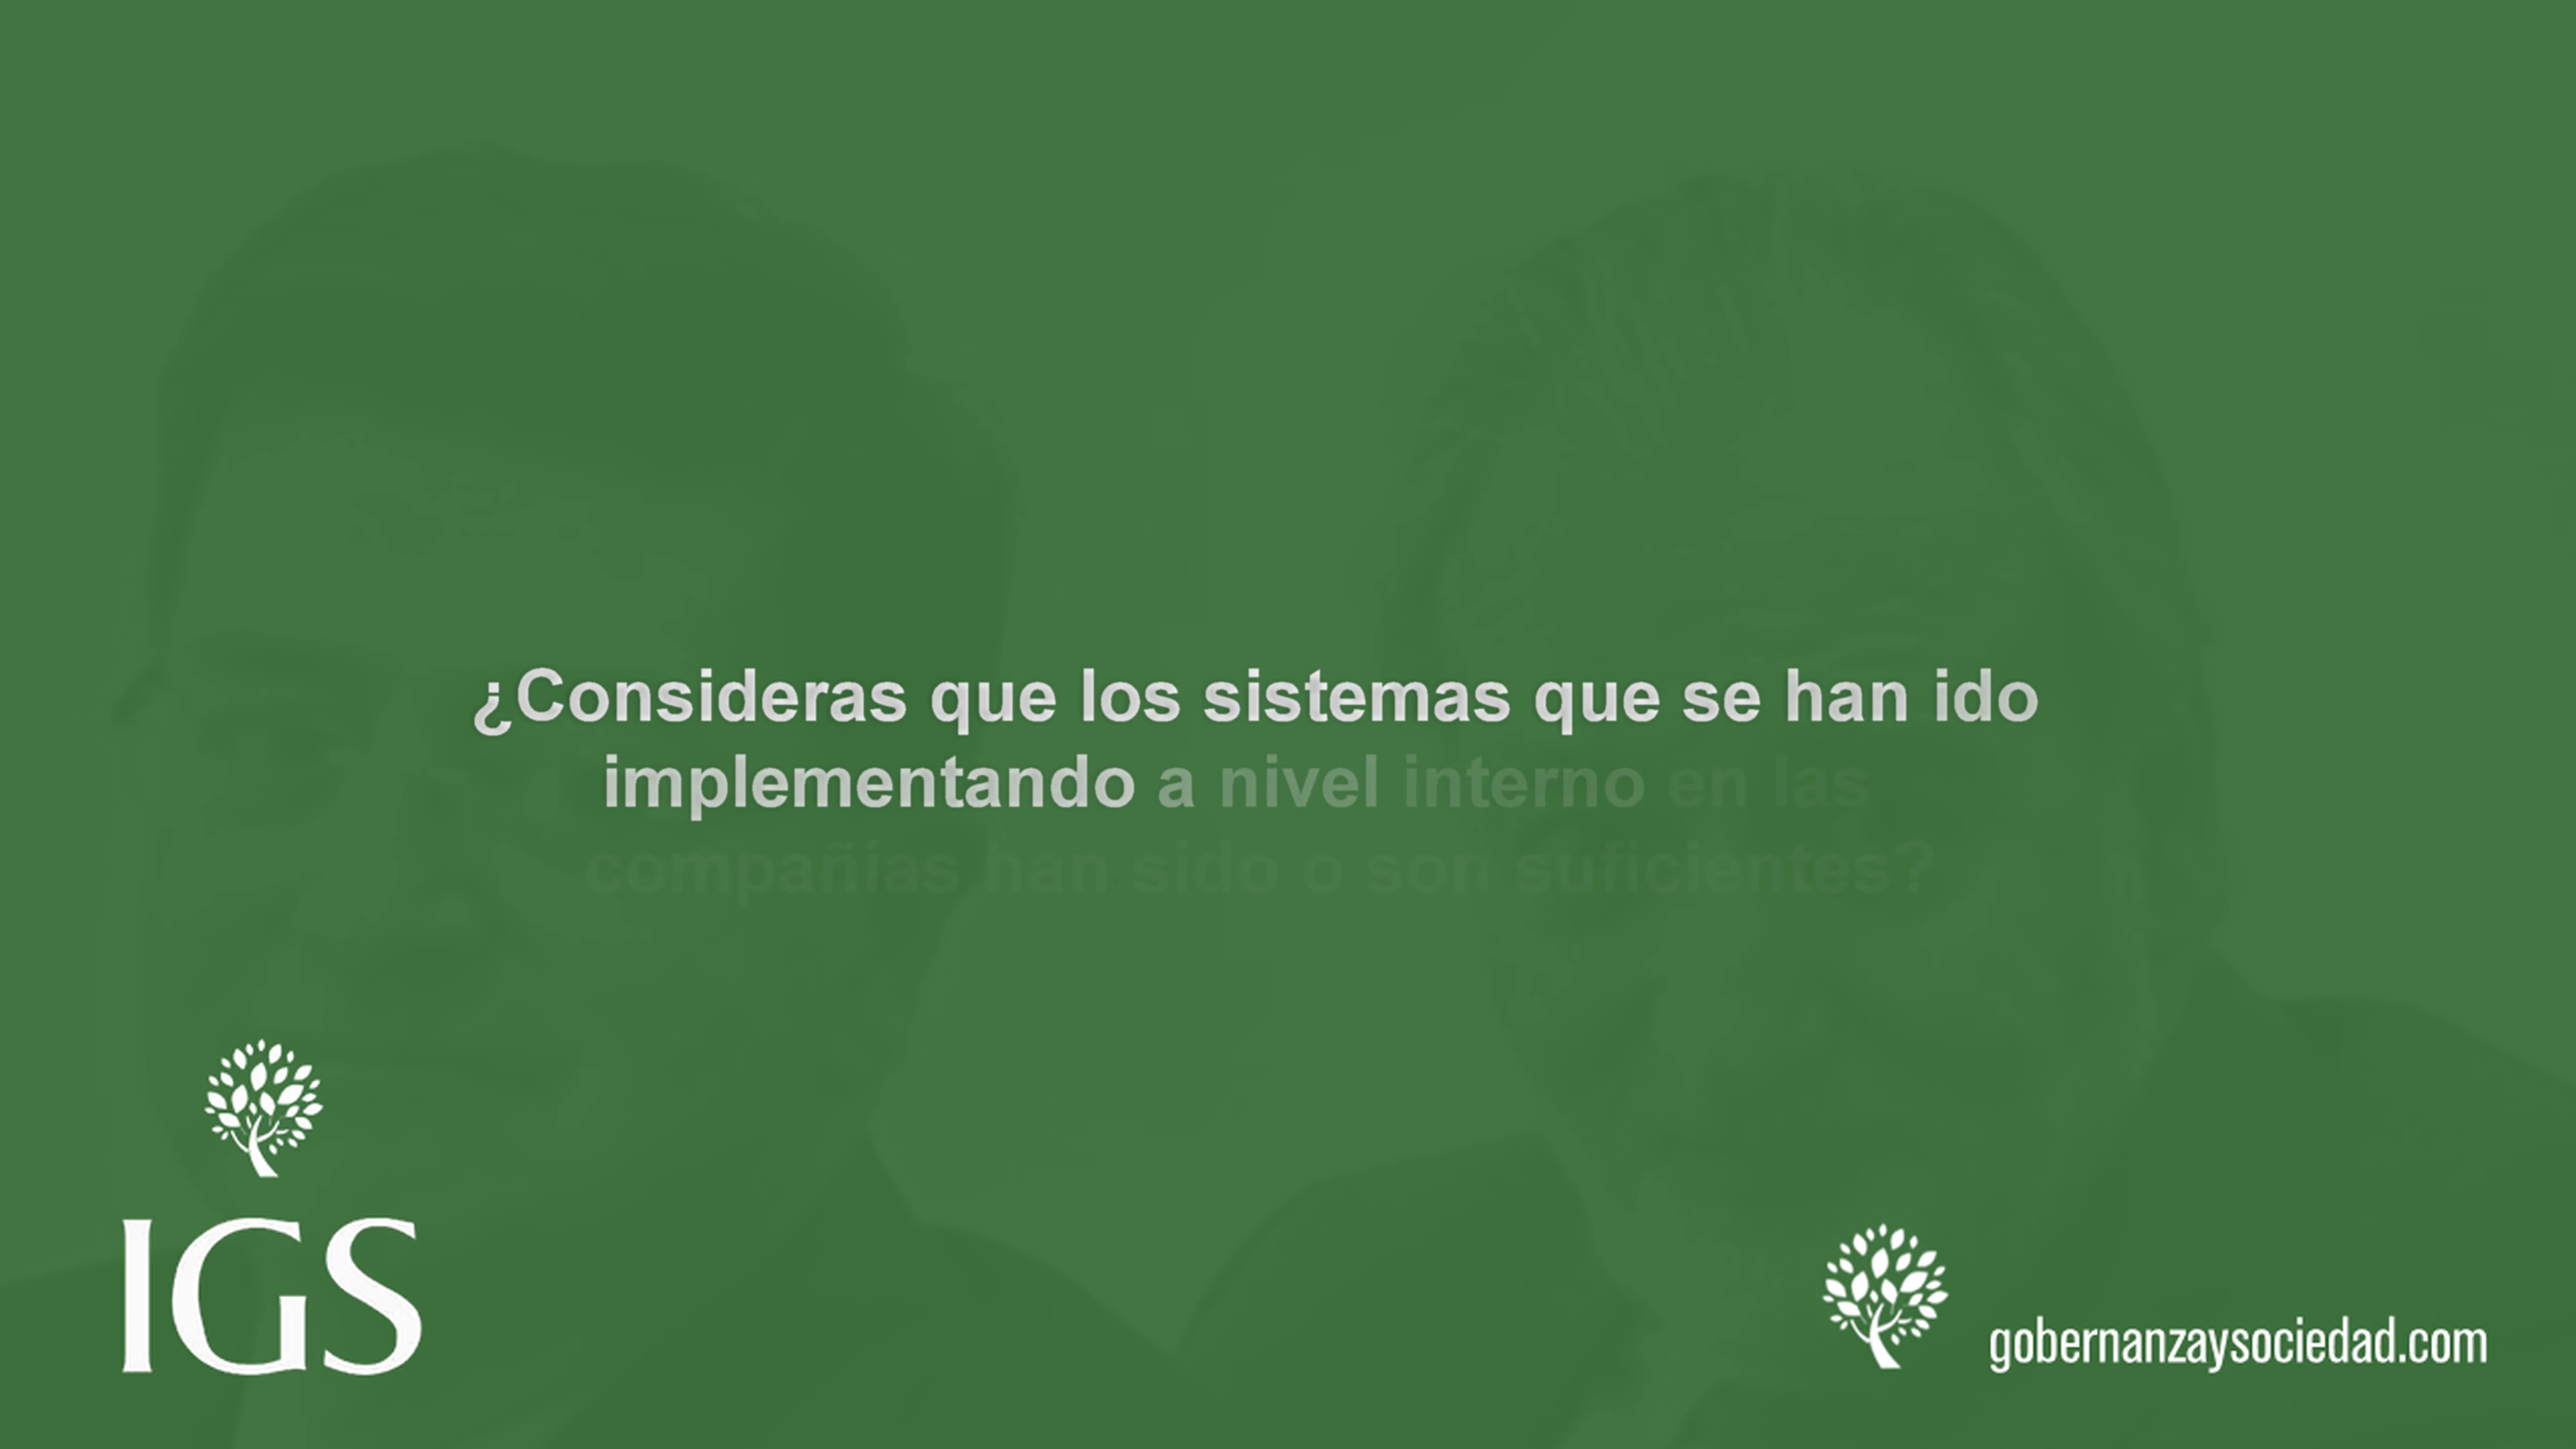 ¿Consideras que los sistemas que se han ido
implementando a nivel interno en las
compañías han sido o son suficientes?
IGS
gobernanzaysociedad.com